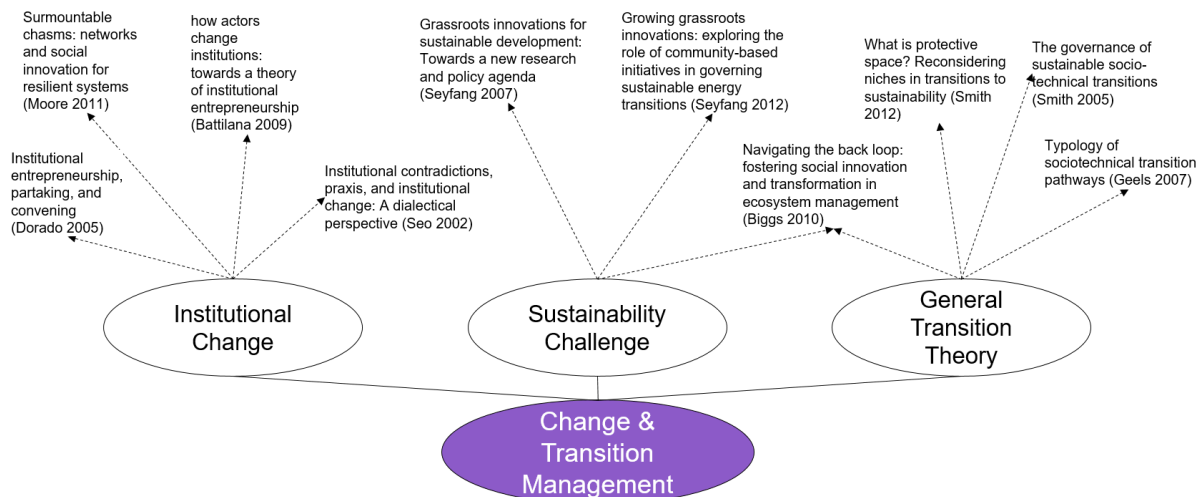 Surmountable
chasms: networks
and social
innovation for
resilient systems
(Moore 2011)
how actors
change
institutions:
towards a theory
of institutional
entrepreneurship
(Battilana 2009)
Institutional
entrepreneurship,
partaking, and
convening
(Dorado 2005)
Institutional contradictions,
praxis, and institutional
change: A dialectical
perspective (Seo 2002)
Grassroots innovations for
sustainable development:
Towards a new research
and policy agenda
(Seyfang 2007)
Growing grassroots
innovations: exploring the
role of community-based
initiatives in governing
sustainable energy
transitions (Seyfang 2012)
Navigating the back loop:
fostering social innovation
and transformation in
ecosystem management
(Biggs 2010)
What is protective
space? Reconsidering
niches in transitions to
sustainability (Smith
2012)
The governance of
sustainable socio-
technical transitions
(Smith 2005)
Typology of
sociotechnical transition
pathways (Geels 2007)
Institutional
Change
Sustainability
Challenge
General
Transition
Theory
Change &
Transition
Management